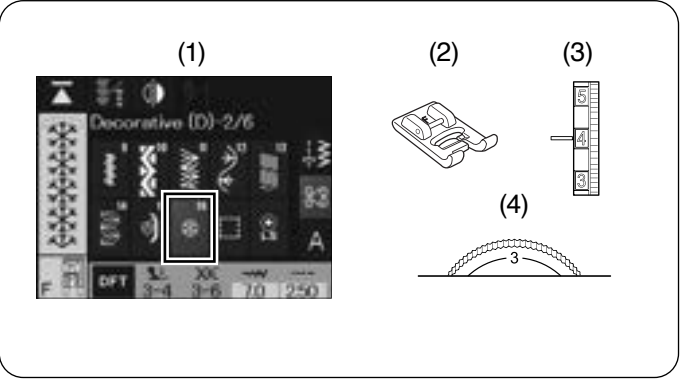 (1)
(2)
(3)
Decorative (D)-2/6
5
4
3
(4)
3
A
F
DFT
3-4
3-6
7.0
2.50
F